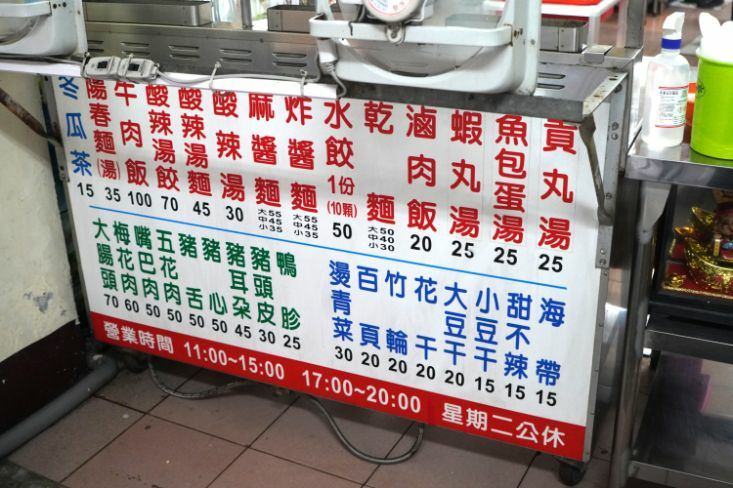 貢丸湯 25
魚包蛋湯 25
蝦丸湯 25
滷肉飯 20
乾麵 大50 中40 小30
水餃1份(10顆) 50
炸醬麵 大55 中45 小35
麻醬麵 大55 中45 小35
酸辣湯 30
酸辣湯麵 45
酸辣湯餃 70
牛肉飯 100
陽春麵(湯) 35
冬瓜茶 15
海帶 15
甜不辣 15
小豆干 15
大豆干 20
花干 20
竹輪 20
百頁 20
燙青菜 30
鴨胗 25
豬頭皮 30
豬耳朵 45
豬心 50
豬舌 50
五花肉 50
嘴巴肉 50
梅花肉 60
大腸頭 70
營業時間 11:00~15:00 17:00~20:00 星期二公休